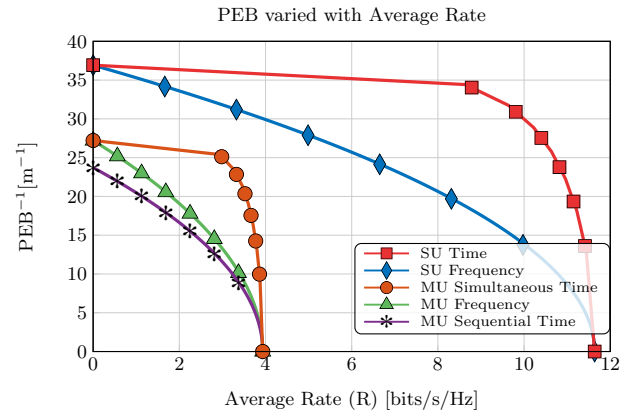 PEB varied with Average Rate
40
35
30
25
20
15
10
5
0
PEB⁻¹[m⁻¹]
SU Time
SU Frequency
MU Simultaneous Time
MU Frequency
MU Sequential Time
0 2 4 6 8 10 12
Average Rate (R) [bits/s/Hz]